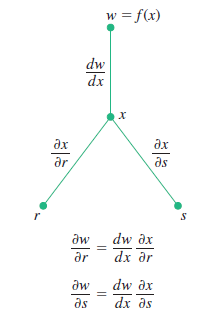 w = f(x)
dw/dx
x
∂x/∂r ∂x/∂s
r s
∂w/∂r = dw/dx ∂x/∂r
∂w/∂s = dw/dx ∂x/∂s